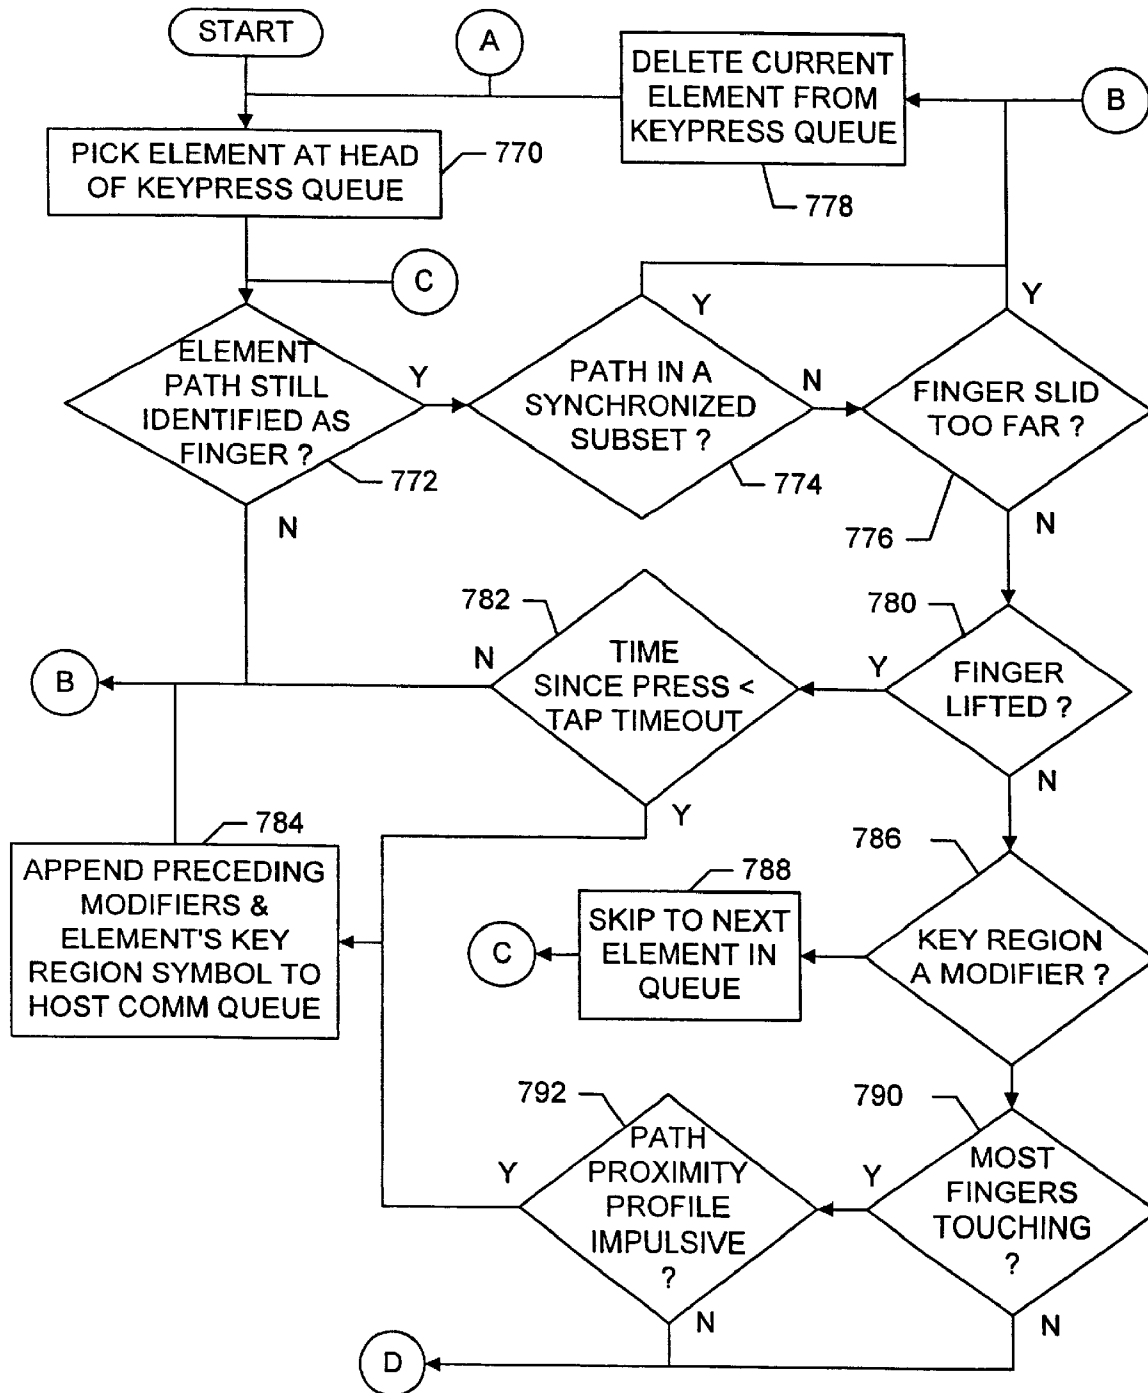 START
A
DELETE CURRENT
ELEMENT FROM
KEYPRESS QUEUE
B
778
PICK ELEMENT AT HEAD
OF KEYPRESS QUEUE
770
C
ELEMENT
PATH STILL
IDENTIFIED AS
FINGER ?
Y
772
N
PATH IN A
SYNCHRONIZED
SUBSET ?
Y
N
774
FINGER SLID
TOO FAR ?
Y
776
N
782
TIME
SINCE PRESS <
TAP TIMEOUT
N
Y
780
FINGER
LIFTED ?
Y
N
B
784
APPEND PRECEDING
MODIFIERS &
ELEMENT'S KEY
REGION SYMBOL TO
HOST COMM QUEUE
C
788
SKIP TO NEXT
ELEMENT IN
QUEUE
786
KEY REGION
A MODIFIER ?
792
PATH
PROXIMITY
PROFILE
IMPULSIVE
?
Y
N
790
MOST
FINGERS
TOUCHING
?
Y
N
D